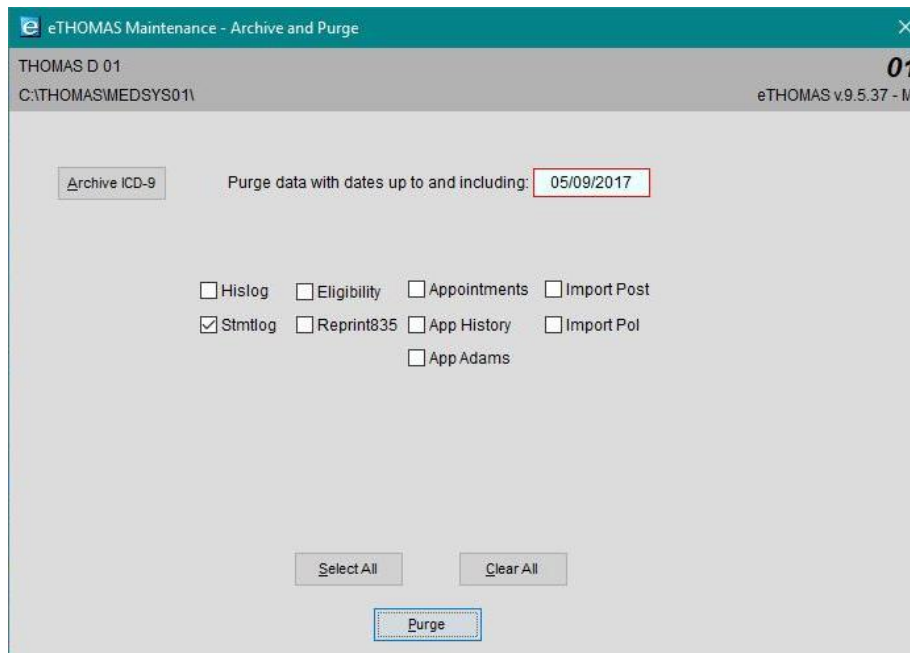 eTHOMAS Maintenance - Archive and Purge
THOMAS D 01 01
C:\THOMAS\MEDSYS01\ eTHOMAS v.9.5.37 - M
Archive ICD-9 Purge data with dates up to and including: 05/09/2017
Hislog Eligibility Appointments Import Post
Stmtlog Reprint835 App History Import Pol
App Adams
Select All Clear All
Purge